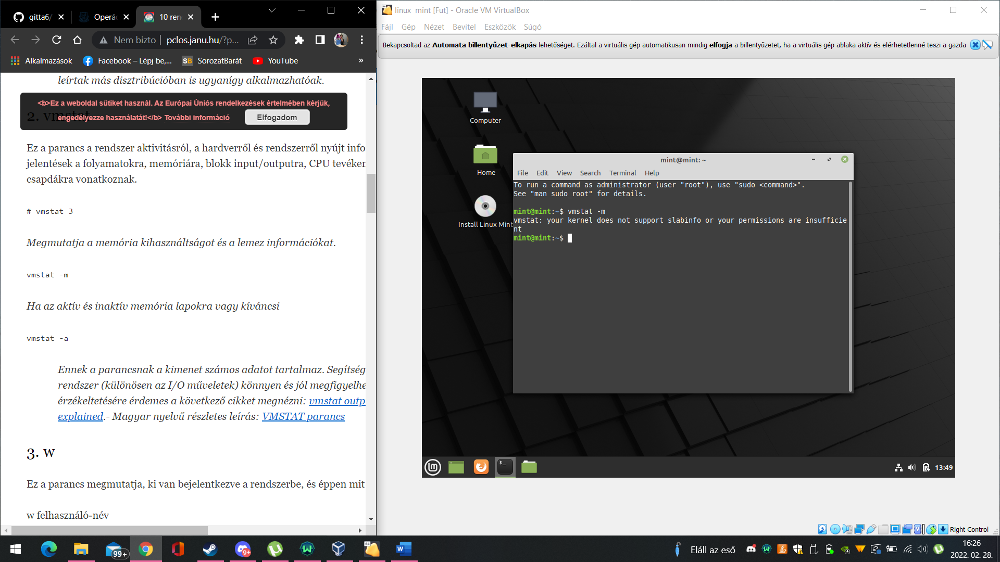 gitta6/
Operác
10 ren
Nem bizto
pclos.janu.hu/?p...
Alkalmazások
Facebook – Lépj be,...
SB
SorozatBarát
YouTube
»
leírtak más disztribúcióban is ugyanígy alkalmazhatóak.
<b>Ez a weboldal sütiket használ. Az Európai Úniós rendelkezések értelmében kérjük,
engedélyezze használatát!</b> További információ
Elfogadom
2. vmstat
Ez a parancs a rendszer aktivitásról, a hardverről és rendszerről nyújt info
jelentések a folyamatokra, memóriára, blokk input/outputra, CPU tevéker
csapdákra vonatkoznak.
# vmstat 3
Megmutatja a memória kihasználtságot és a lemez információkat.
vmstat -m
Ha az aktív és inaktív memória lapokra vagy kíváncsi
vmstat -a
Ennek a parancsnak a kimenet számos adatot tartalmaz. Segítség
rendszer (különösen az I/O műveletek) könnyen és jól megfigyelhe
érzékeltetésére érdemes a következő cikket megnézni: vmstat outp
explained.- Magyar nyelvű részletes leírás: VMSTAT parancs
3. w
Ez a parancs megmutatja, ki van bejelentkezve a rendszerbe, és éppen mit
w felhasználó-név
linux mint [Fut] - Oracle VM VirtualBox
Fájl Gép Nézet Bevitel Eszközök Súgó
Bekapcsoltad az Automata billentyűzet-elkapás lehetőséget. Ezáltal a virtuális gép automatikusan mindig elfogja a billentyűzetet, ha a virtuális gép ablaka aktív és elérhetetlenné teszi a gazda
Computer
Home
Install Linux Mint
mint@mint: ~
File Edit View Search Terminal Help
To run a command as administrator (user "root"), use "sudo <command>".
See "man sudo_root" for details.
mint@mint:~$ vmstat -m
vmstat: your kernel does not support slabinfo or your permissions are insufficie
nt
mint@mint:~$
13:49
Right Control
99+
9+
64
Eláll az eső
16:26
2022. 02. 28.